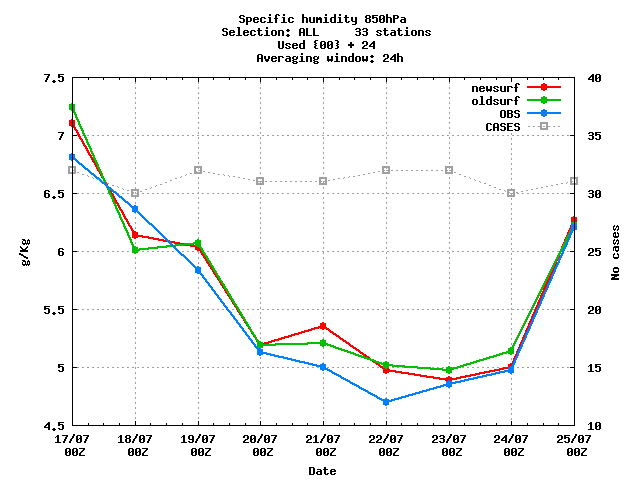 Specific humidity 850hPa
Selection: ALL     33 stations
Used {00} + 24
Averaging window: 24h
newsurf
oldsurf
OBS
CASES
7.5
7
6.5
6
5.5
5
4.5
g/Kg
40
35
30
25
20
15
10
No cases
17/07 18/07 19/07 20/07 21/07 22/07 23/07 24/07 25/07
00Z 00Z 00Z 00Z 00Z 00Z 00Z 00Z 00Z
Date